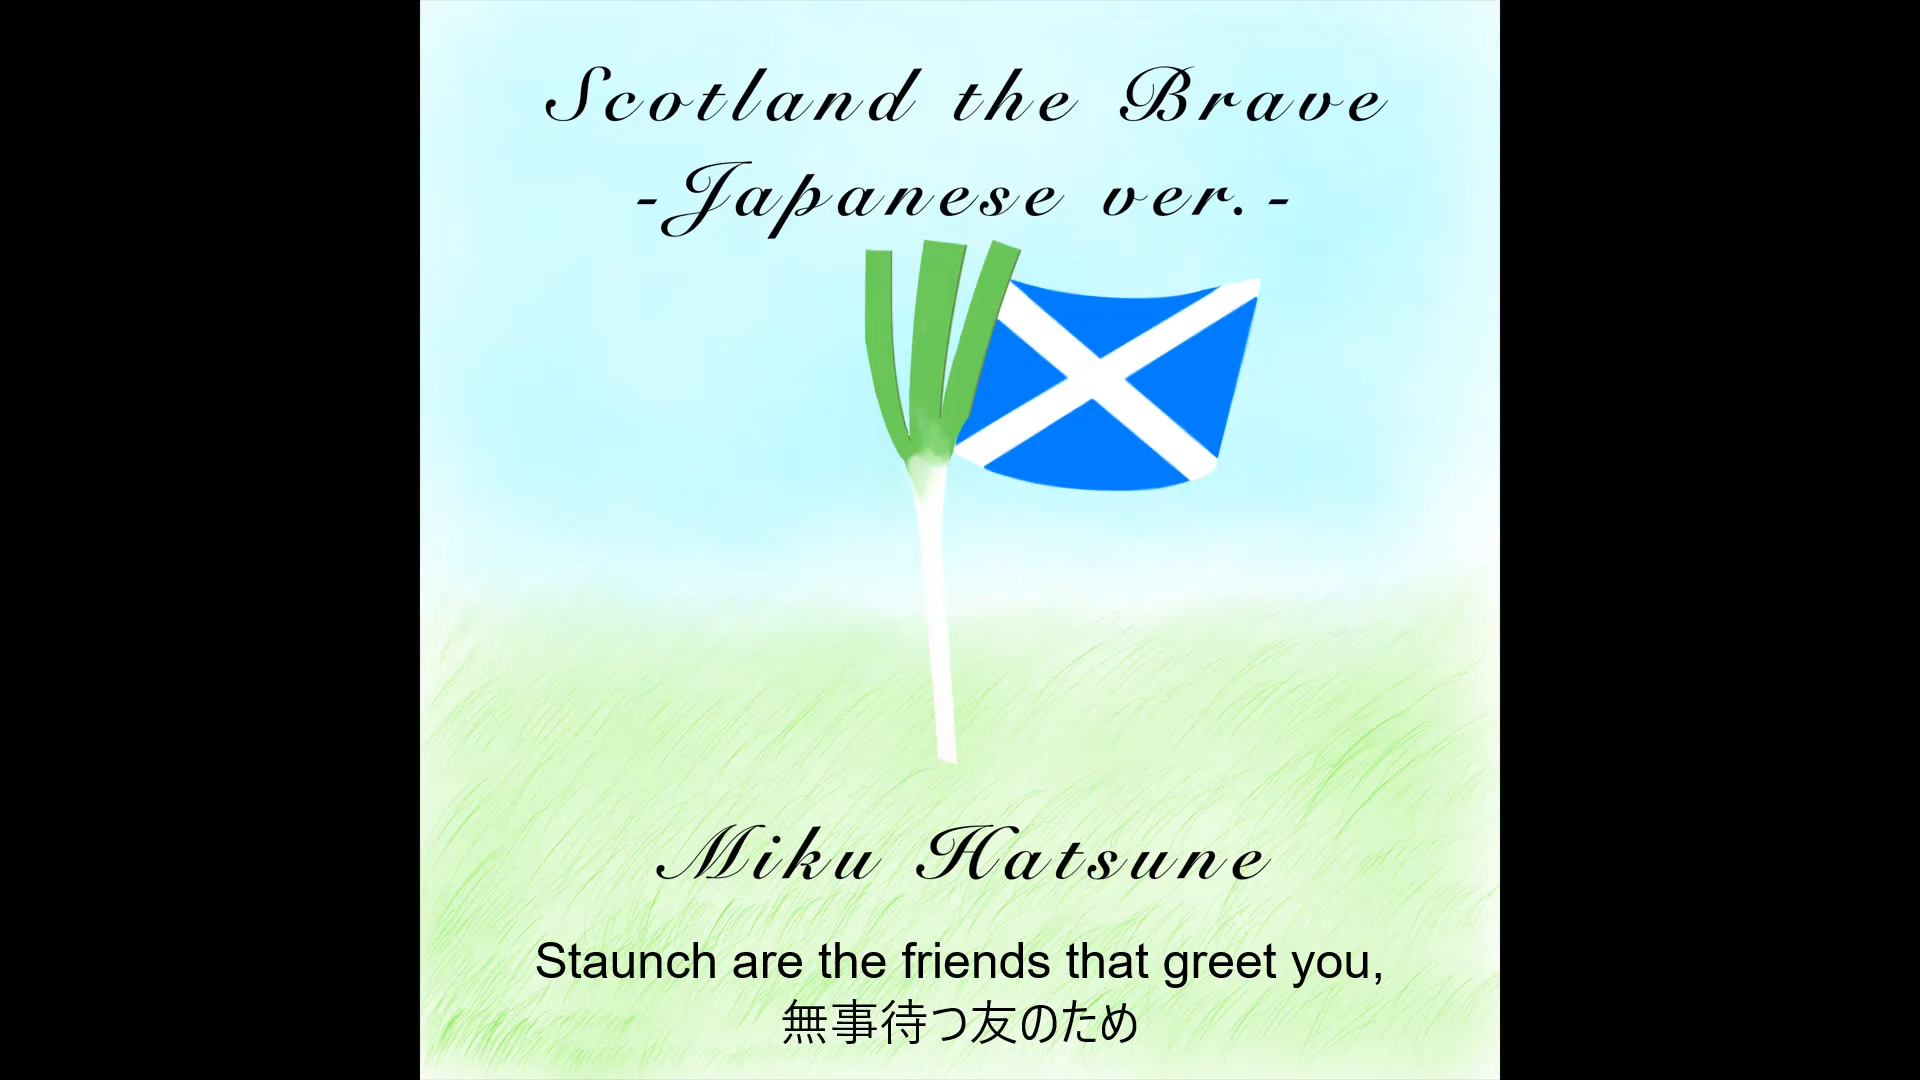 Scotland the Brave
-Japanese ver.-
Miku Hatsune
Staunch are the friends that greet you,
無事待つ友のため